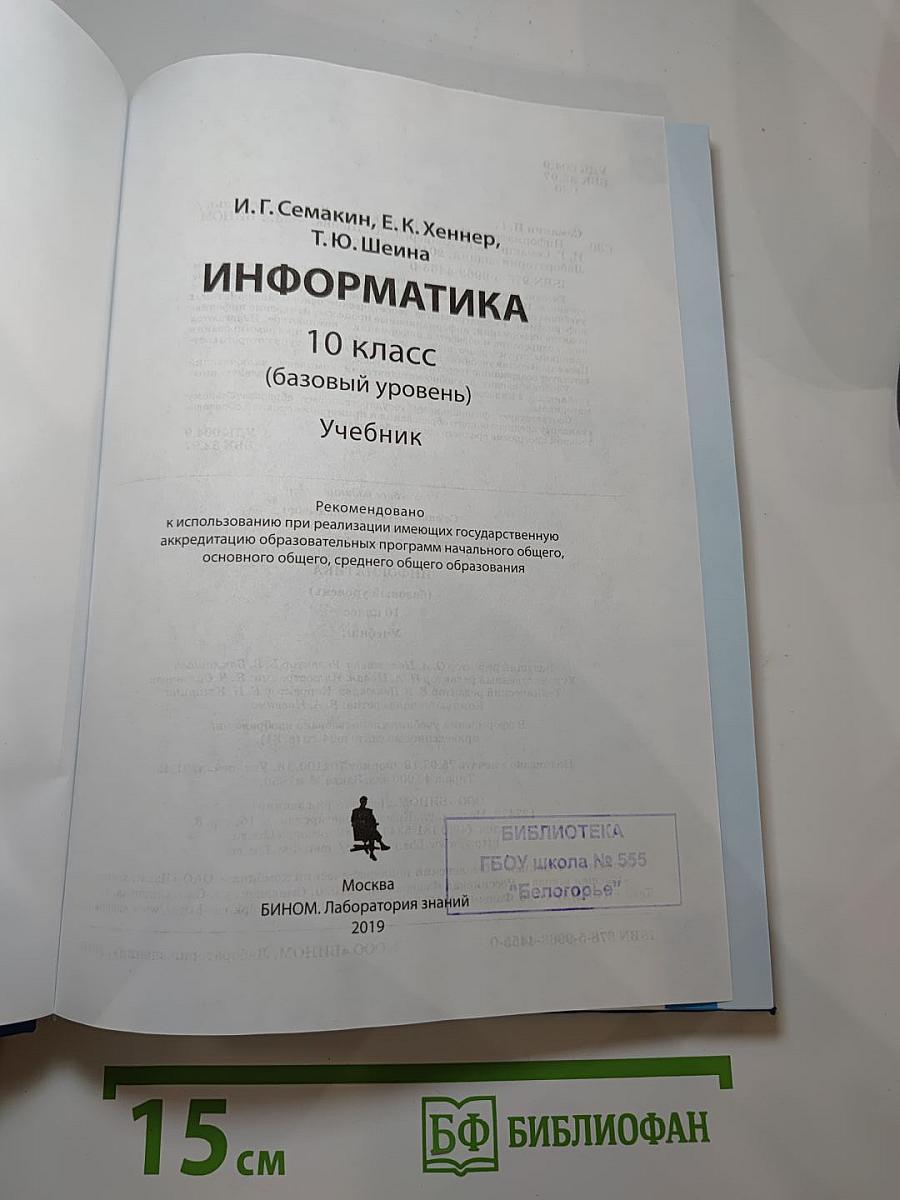 И. Г. Семакин, Е. К. Хеннер,
Т. Ю. Шеина
ИНФОРМАТИКА
10 класс
(базовый уровень)
Учебник
Рекомендовано
к использованию при реализации имеющих государственную
аккредитацию образовательных программ начального общего,
основного общего, среднего общего образования
Москва
БИНОМ. Лаборатория знаний
2019
БИБЛИОТЕКА
ГБОУ школа № 555
"Белогорье"
15 см
БФ БИБЛИОФАН